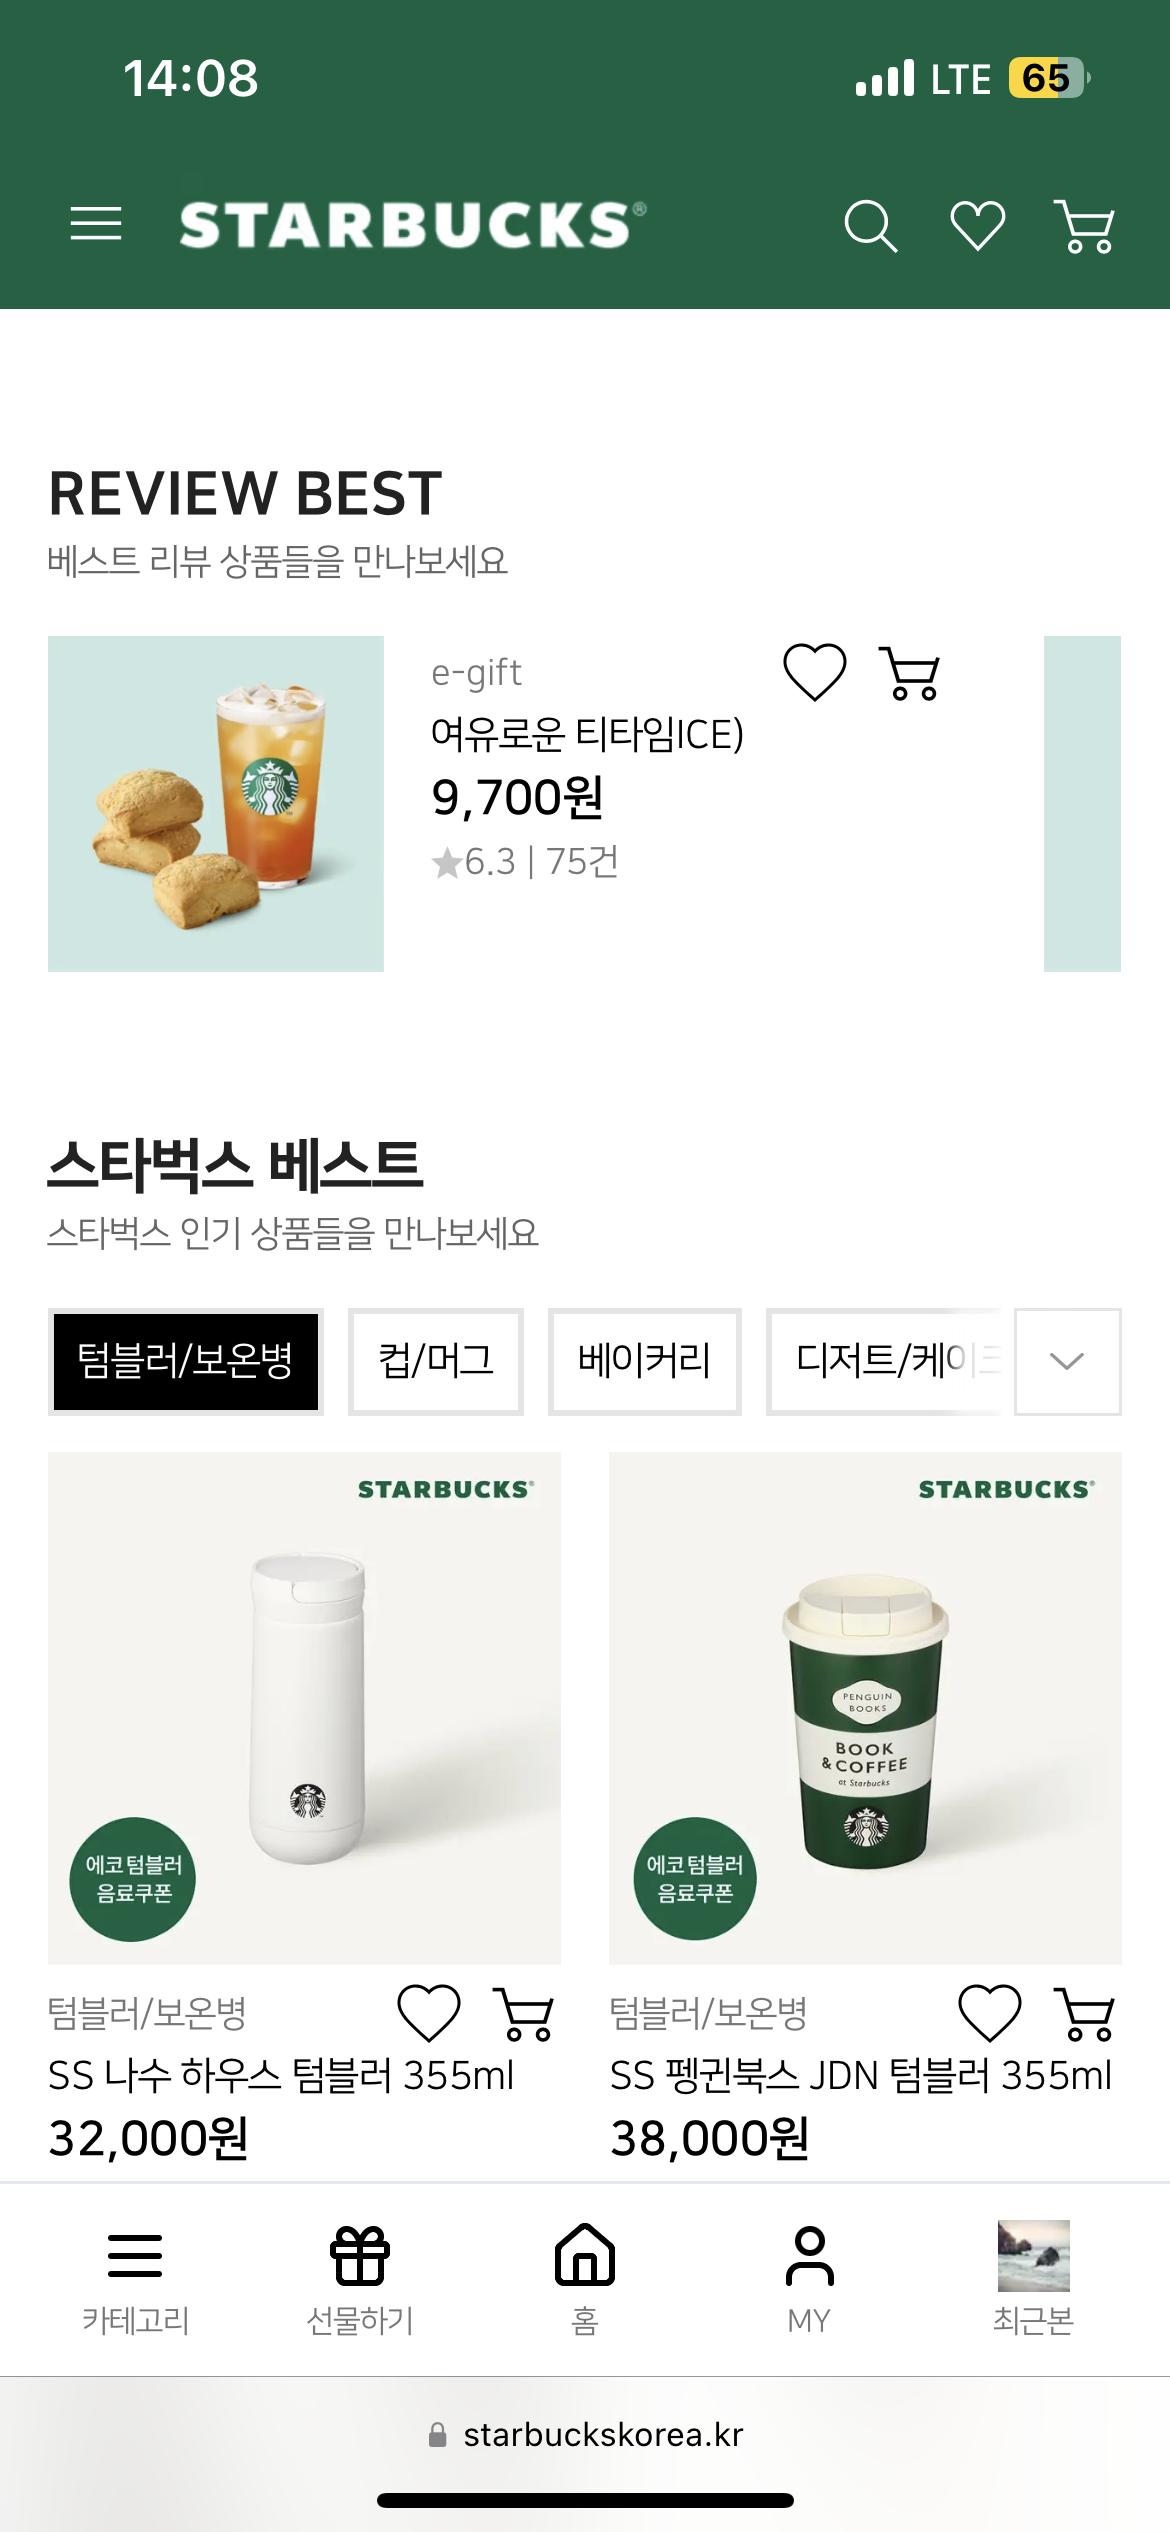 14:08
LTE 65
STARBUCKS®
REVIEW BEST
베스트 리뷰 상품들을 만나보세요
e-gift
여유로운 티타임ICE)
9,700원
★6.3 | 75건
스타벅스 베스트
스타벅스 인기 상품들을 만나보세요
텀블러/보온병
컵/머그
베이커리
디저트/케이크
STARBUCKS®
에코 텀블러
음료쿠폰
STARBUCKS®
PENGUIN
BOOKS
BOOK
& COFFEE
at Starbucks
에코 텀블러
음료쿠폰
텀블러/보온병
SS 나수 하우스 텀블러 355ml
32,000원
텀블러/보온병
SS 펭귄북스 JDN 텀블러 355ml
38,000원
카테고리
선물하기
홈
MY
최근본
starbuckskorea.kr